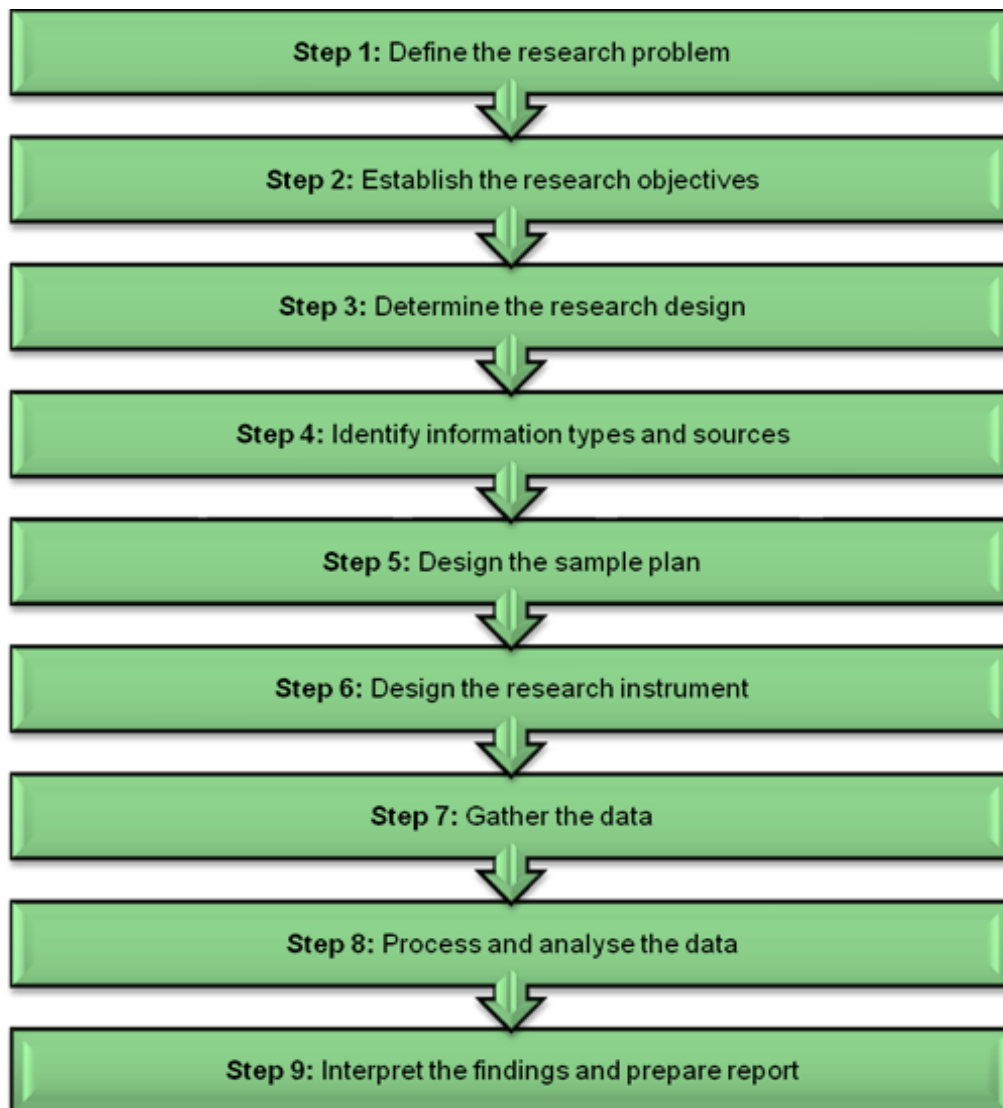 Step 1: Define the research problem
Step 2: Establish the research objectives
Step 3: Determine the research design
Step 4: Identify information types and sources
Step 5: Design the sample plan
Step 6: Design the research instrument
Step 7: Gather the data
Step 8: Process and analyse the data
Step 9: Interpret the findings and prepare report